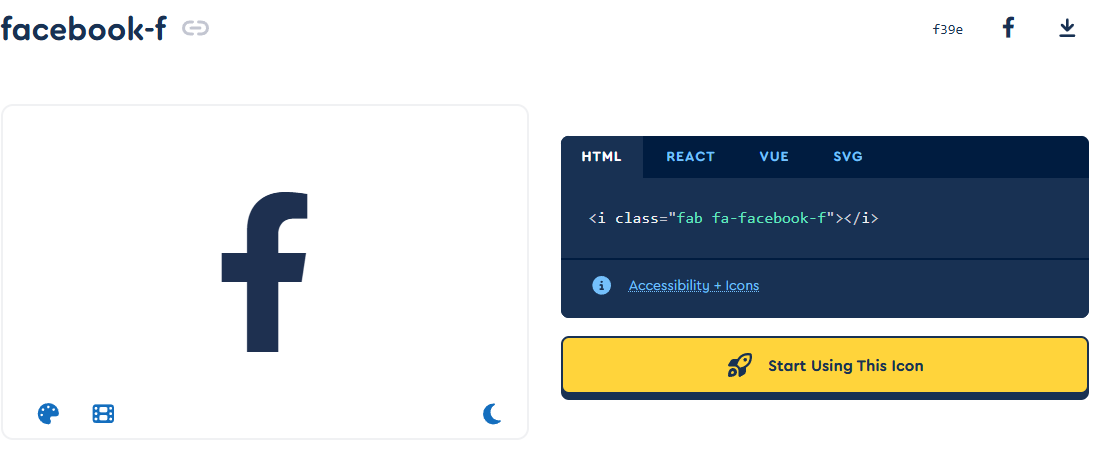 facebook-f
f39e
HTML REACT VUE SVG
<i class="fab fa-facebook-f"></i>
Accessibility + Icons
Start Using This Icon